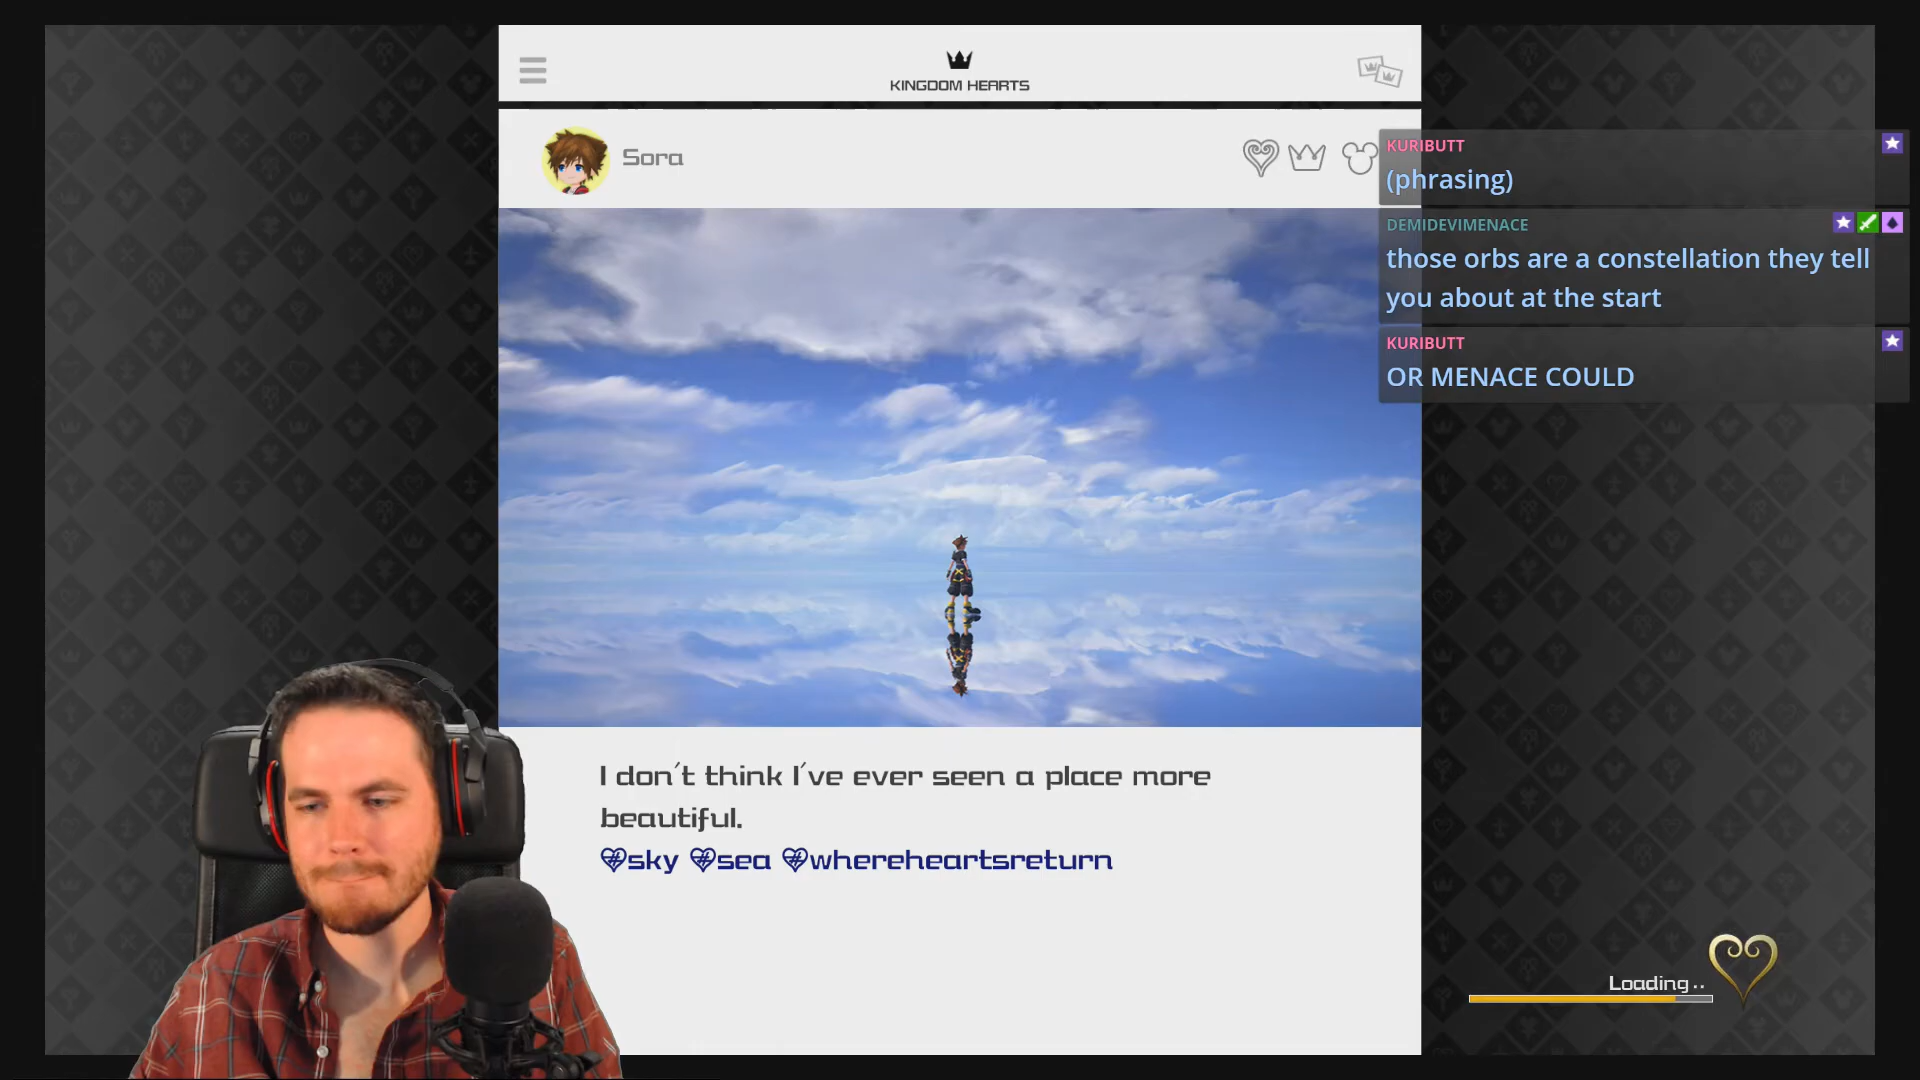 KINGDOM HEARTS
Sora
KURIBUTT
(phrasing)
DEMIDEVIMENACE
those orbs are a constellation they tell
you about at the start
KURIBUTT
OR MENACE COULD
I don't think I've ever seen a place more
beautiful.
#sky #sea #whereheartsreturn
Loading..